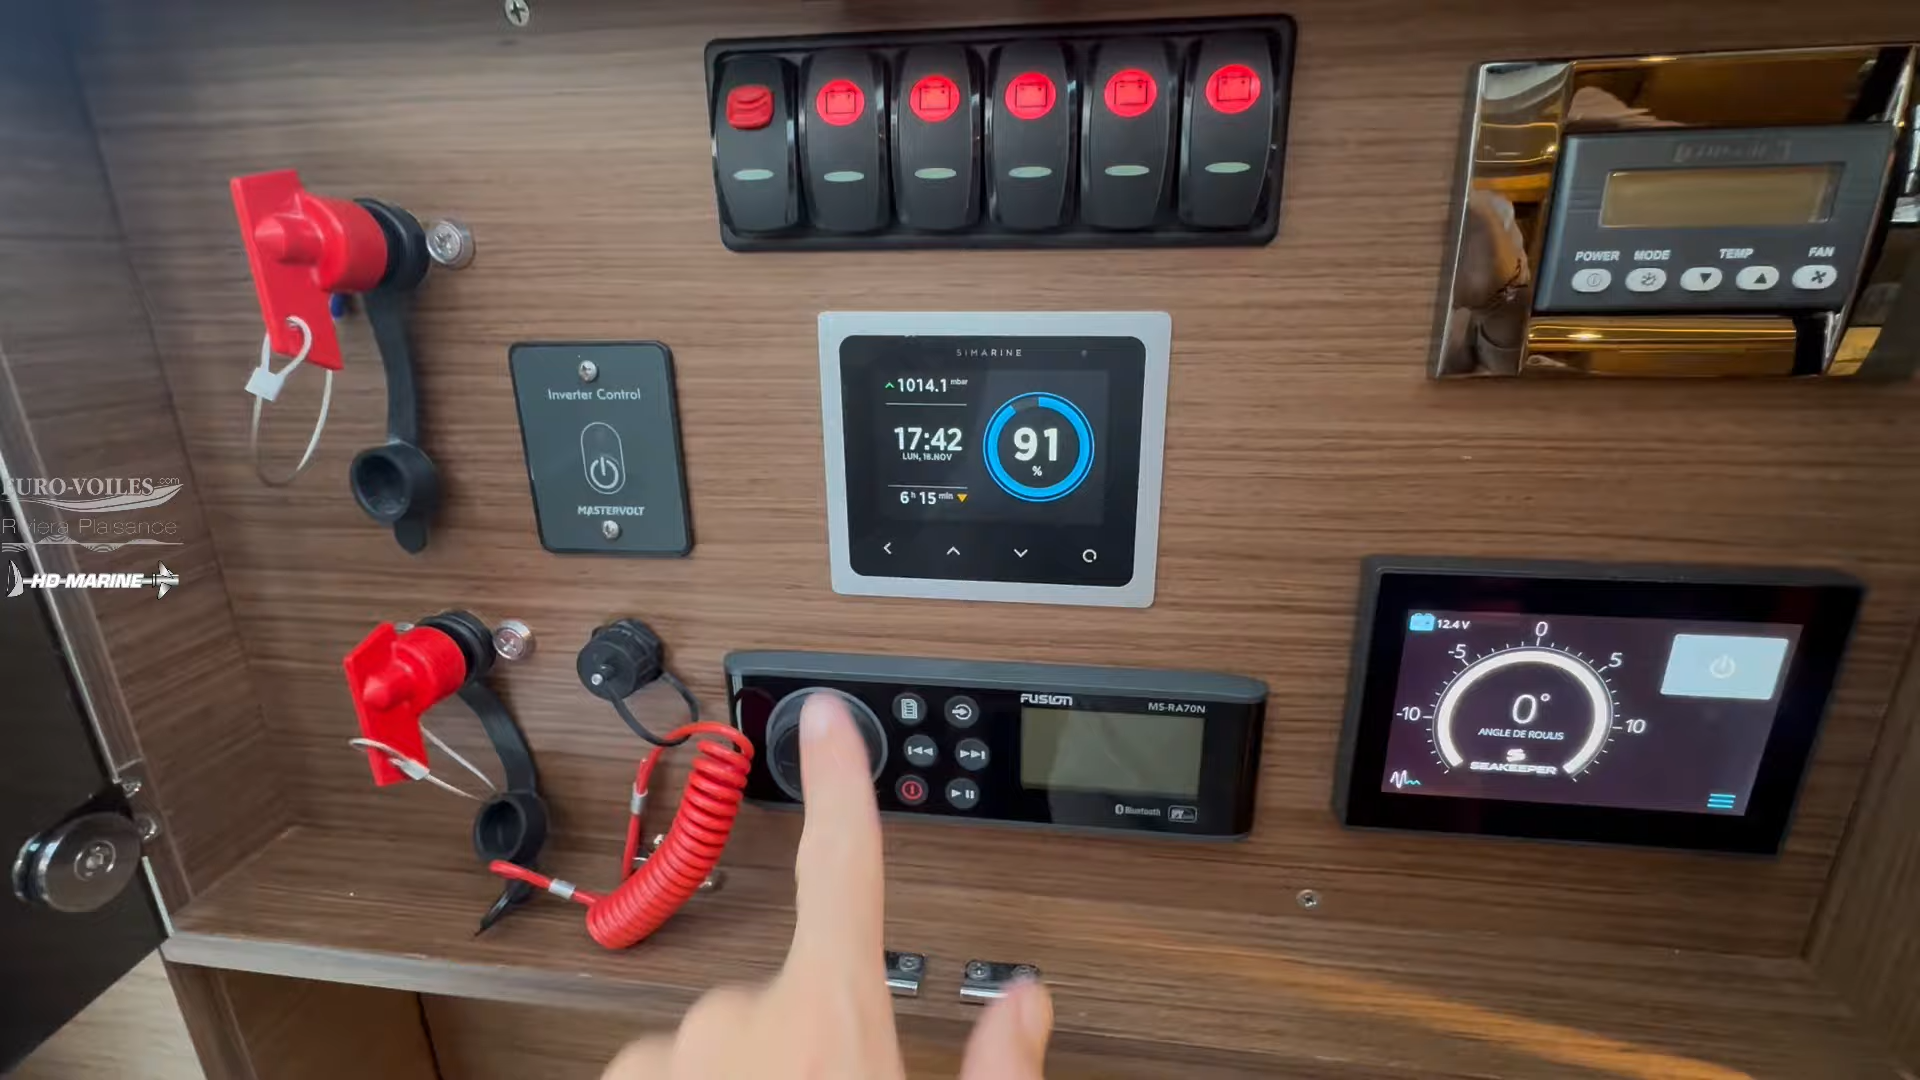 SIMARINE
1014.1 mbar
17:42
LUN, 18.NOV
6 h 15 min
91
%
POWER MODE TEMP FAN
Inverter Control
MASTERVOLT
EURO-VOILES.com
Riviera Plaisance
HD-MARINE
FUSION
MS-RA70N
Bluetooth
12.4 V
-10 -5 0 5 10
0°
ANGLE DE ROULIS
SEAKEEPER